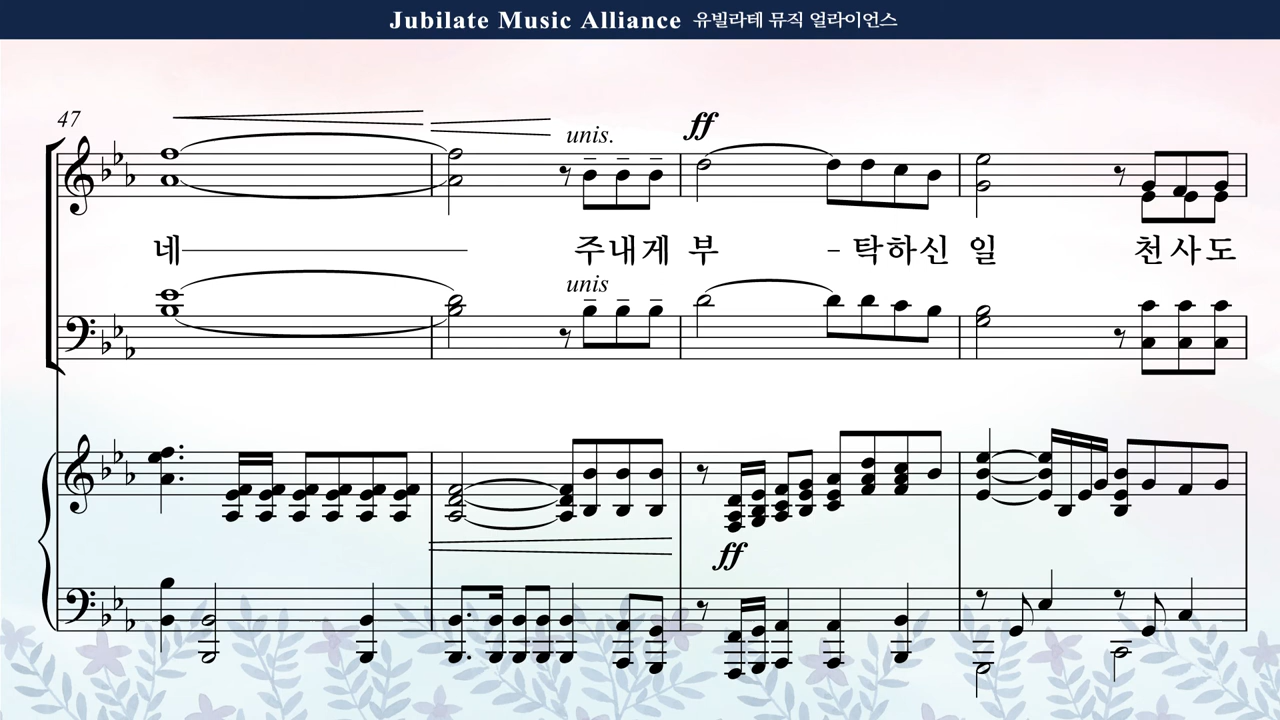 Jubilate Music Alliance 유빌라테 뮤직 얼라이언스
47
unis.
ff
네 주내게 부 - 탁하신 일 천사도
unis
ff